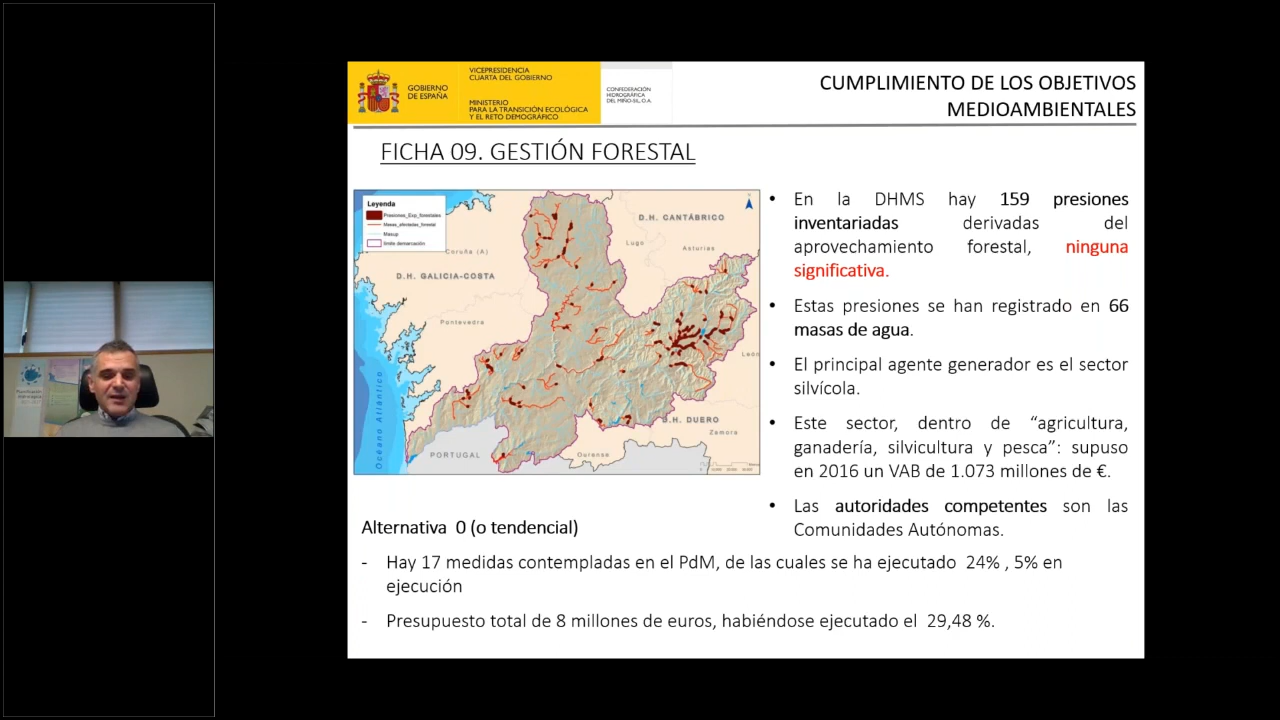 GOBIERNO
DE ESPAÑA
VICEPRESIDENCIA
CUARTA DEL GOBIERNO
MINISTERIO
PARA LA TRANSICIÓN ECOLÓGICA
Y EL RETO DEMOGRÁFICO
CONFEDERACIÓN
HIDROGRÁFICA
DEL MIÑO-SIL, O.A.
CUMPLIMIENTO DE LOS OBJETIVOS
MEDIOAMBIENTALES
FICHA 09. GESTIÓN FORESTAL
Leyenda
Presiones_Exp_forestales
Masas_afectadas_forestal
Masup
límite demarcación
N
D.H. CANTÁBRICO
Coruña (A)
Lugo
Asturias
D.H. GALICIA-COSTA
Pontevedra
León
Océano Atlántico
D.H. DUERO
Zamora
PORTUGAL
Ourense
• En la DHMS hay 159 presiones
inventariadas derivadas del
aprovechamiento forestal, ninguna
significativa.
• Estas presiones se han registrado en 66
masas de agua.
• El principal agente generador es el sector
silvícola.
• Este sector, dentro de “agricultura,
ganadería, silvicultura y pesca”: supuso
en 2016 un VAB de 1.073 millones de €.
• Las autoridades competentes son las
Comunidades Autónomas.
Alternativa 0 (o tendencial)
- Hay 17 medidas contempladas en el PdM, de las cuales se ha ejecutado 24% , 5% en
ejecución
- Presupuesto total de 8 millones de euros, habiéndose ejecutado el 29,48 %.